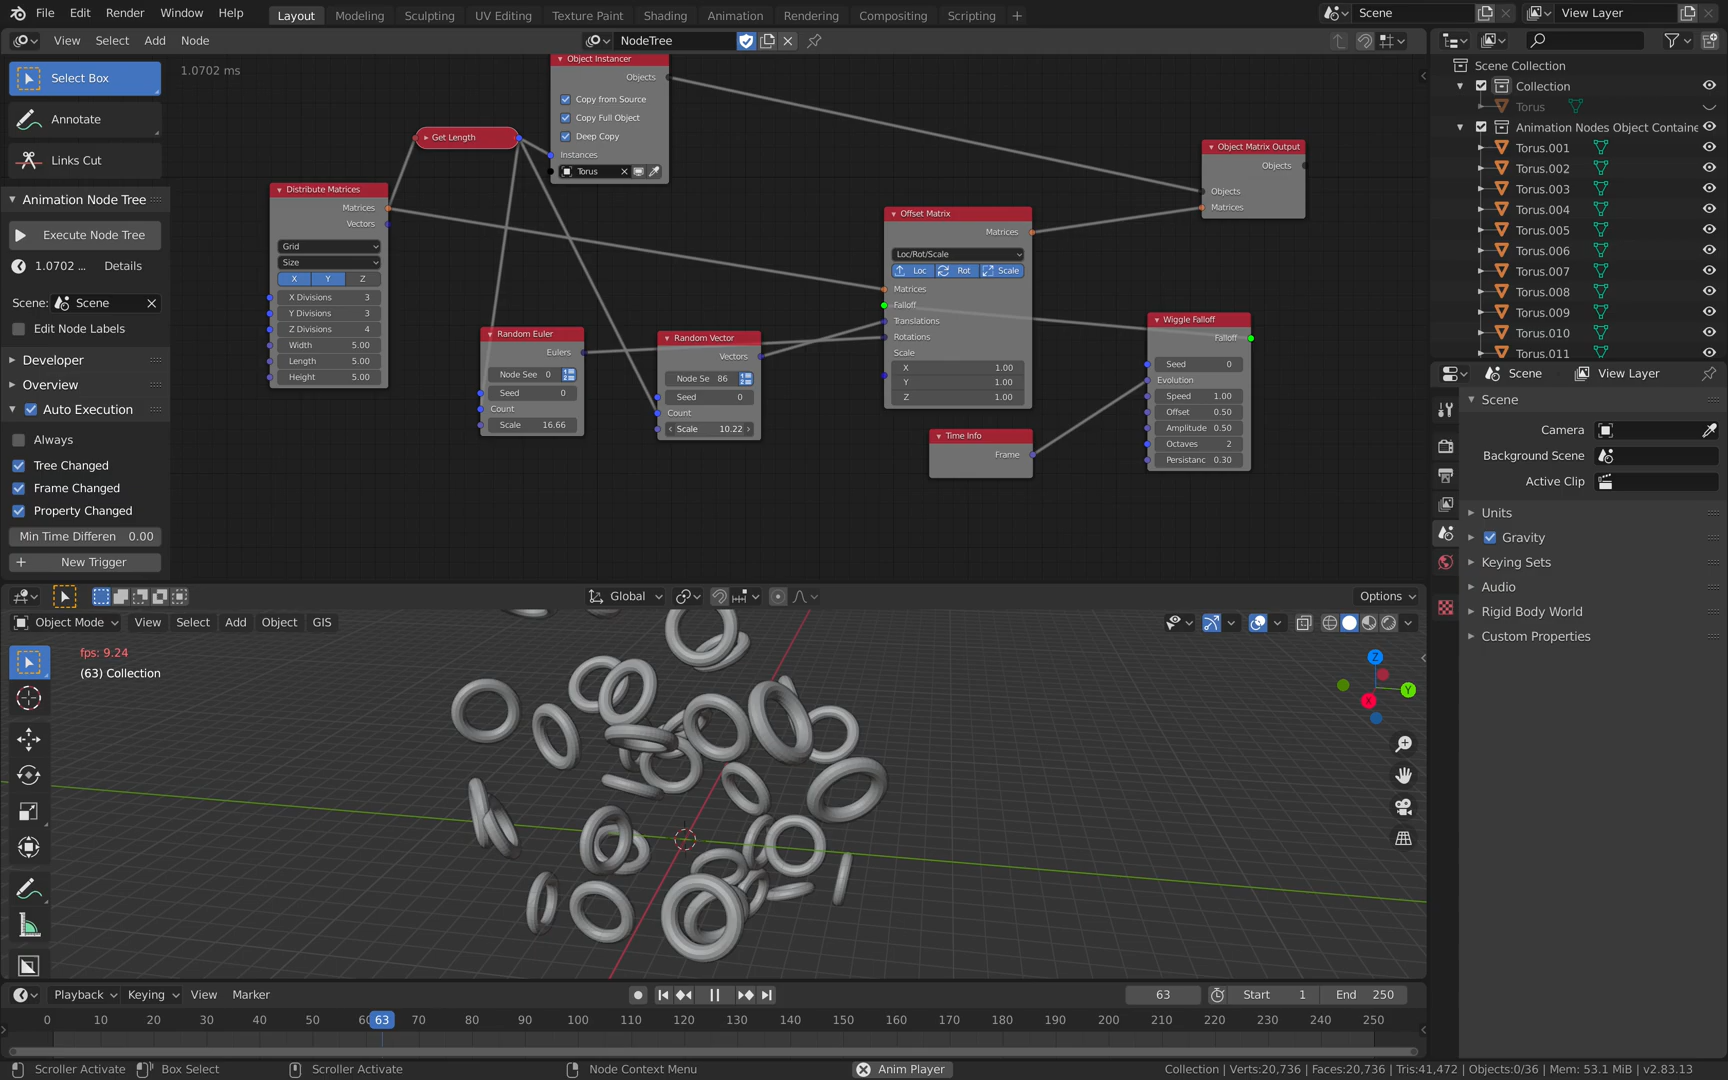 File Edit Render Window Help Layout Modeling Sculpting UV Editing Texture Paint Shading Animation Rendering Compositing Scripting + Scene View Layer
View Select Add Node NodeTree
Select Box
Annotate
Links Cut
Animation Node Tree
Execute Node Tree
1.0702 ... Details
Scene: Scene
Edit Node Labels
Developer
Overview
Auto Execution
Always
Tree Changed
Frame Changed
Property Changed
Min Time Differen 0.00
New Trigger
1.0702 ms
Distribute Matrices
Matrices
Vectors
Grid
Size
X Y Z
X Divisions 3
Y Divisions 3
Z Divisions 4
Width 5.00
Length 5.00
Height 5.00
Get Length
Object Instancer
Objects
Copy from Source
Copy Full Object
Deep Copy
Instances
Torus
Random Euler
Eulers
Node See 0
Seed 0
Count
Scale 16.66
Random Vector
Vectors
Node Se 86
Seed 0
Count
Scale 10.22
Offset Matrix
Matrices
Loc/Rot/Scale
Loc Rot Scale
Matrices
Falloff
Translations
Rotations
Scale
X 1.00
Y 1.00
Z 1.00
Time Info
Frame
Wiggle Falloff
Falloff
Seed 0
Evolution
Speed 1.00
Offset 0.50
Amplitude 0.50
Octaves 2
Persistanc 0.30
Object Matrix Output
Objects
Objects
Matrices
Scene Collection
Collection
Torus
Animation Nodes Object Containe
Torus.001
Torus.002
Torus.003
Torus.004
Torus.005
Torus.006
Torus.007
Torus.008
Torus.009
Torus.010
Torus.011
Scene View Layer
Scene
Camera
Background Scene
Active Clip
Units
Gravity
Keying Sets
Audio
Rigid Body World
Custom Properties
Global Options
Object Mode View Select Add Object GIS
fps: 9.24
(63) Collection
Z
Y
X
Playback Keying View Marker 63 Start 1 End 250
0 10 20 30 40 50 6 63 70 80 90 100 110 120 130 140 150 160 170 180 190 200 210 220 230 240 250
Scroller Activate Box Select Scroller Activate Node Context Menu Anim Player Collection | Verts:20,736 | Faces:20,736 | Tris:41,472 | Objects:0/36 | Mem: 53.1 MiB | v2.83.13